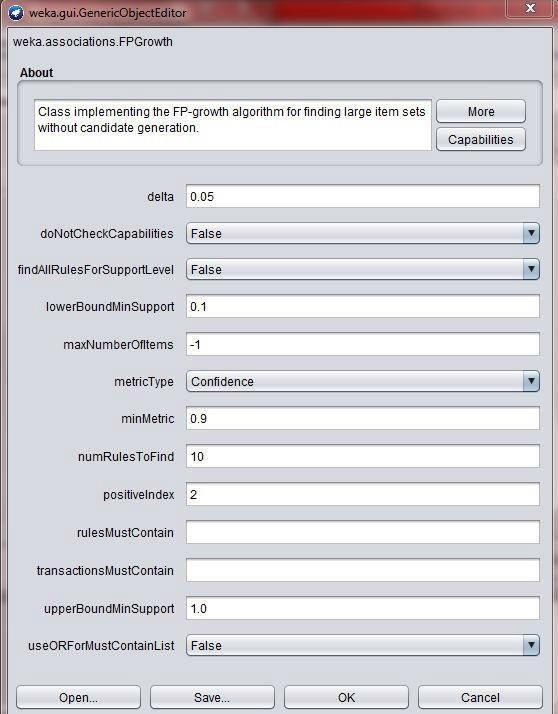 weka.gui.GenericObjectEditor
weka.associations.FPGrowth
About
Class implementing the FP-growth algorithm for finding large item sets
without candidate generation.
More
Capabilities
delta 0.05
doNotCheckCapabilities False
findAllRulesForSupportLevel False
lowerBoundMinSupport 0.1
maxNumberOfItems -1
metricType Confidence
minMetric 0.9
numRulesToFind 10
positiveIndex 2
rulesMustContain
transactionsMustContain
upperBoundMinSupport 1.0
useORForMustContainList False
Open... Save... OK Cancel